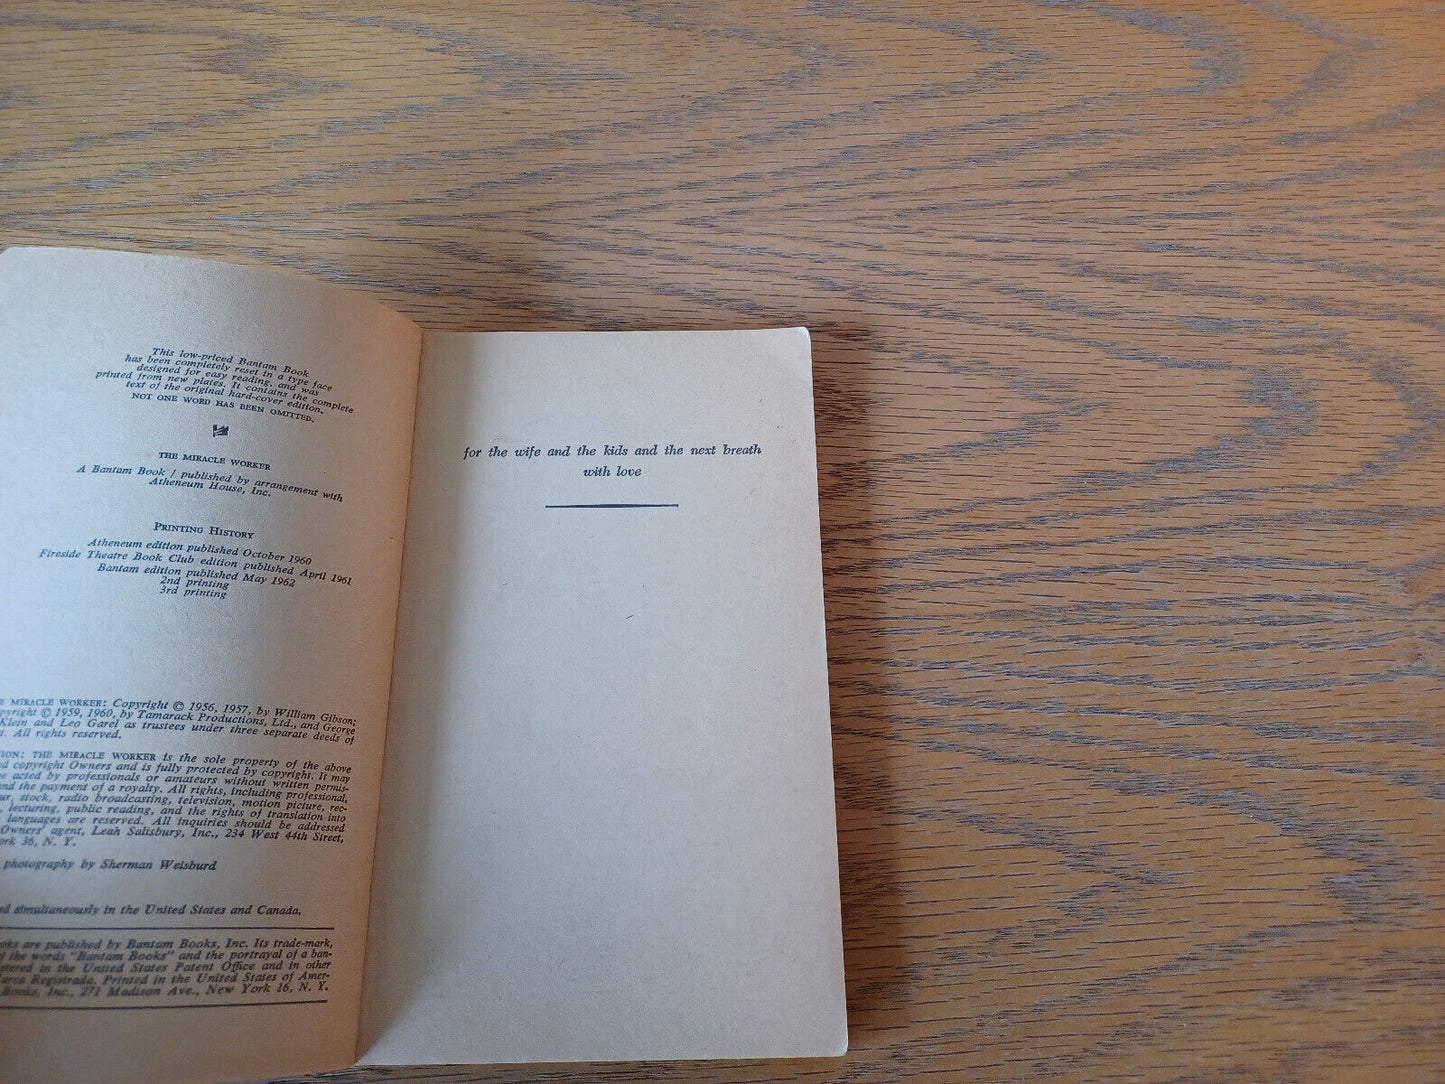 This low-priced Bantam Book
has been completely reset in a type face
designed for easy reading, and was
printed from new plates. It contains the complete
text of the original hard-cover edition.
NOT ONE WORD HAS BEEN OMITTED.
THE MIRACLE WORKER
A Bantam Book / published by arrangement with
Atheneum House, Inc.
PRINTING HISTORY
Atheneum edition published October 1960
Fireside Theatre Book Club edition published April 1961
Bantam edition published May 1962
2nd printing
3rd printing
E MIRACLE WORKER: Copyright © 1956, 1957, by William Gibson;
pyright © 1959, 1960, by Tamarack Productions, Ltd., and George
Klein and Leo Garel as trustees under three separate deeds of
t. All rights reserved.
ION: THE MIRACLE WORKER is the sole property of the above
d copyright Owners and is fully protected by copyright. It may
e acted by professionals or amateurs without written permis-
nd the payment of a royalty. All rights, including professional,
ur, stock, radio broadcasting, television, motion picture, rec-
, lecturing, public reading, and the rights of translation into
languages are reserved. All inquiries should be addressed
Owners' agent, Leah Salisbury, Inc., 234 West 44th Street,
ork 36, N. Y.
photography by Sherman Weisburd
d simultaneously in the United States and Canada.
oks are published by Bantam Books, Inc. Its trade-mark,
f the words "Bantam Books" and the portrayal of a ban-
stered in the United States Patent Office and in other
arca Registrada. Printed in the United States of Amer-
Books, Inc., 271 Madison Ave., New York 16, N. Y.
for the wife and the kids and the next breath
with love